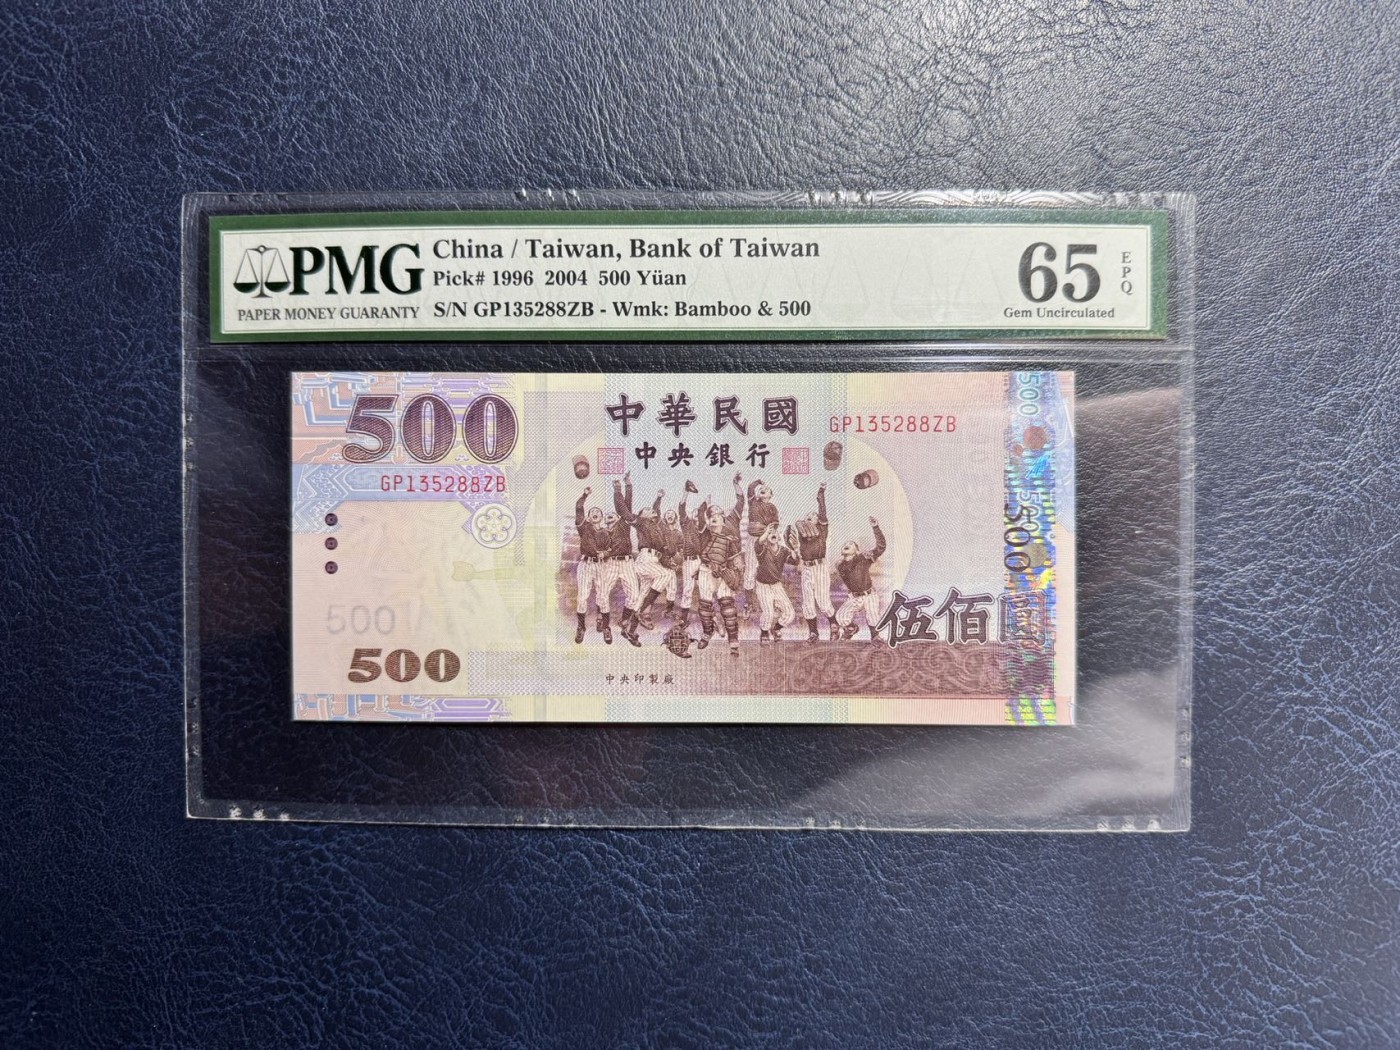 PMG
PAPER MONEY GUARANTY
China / Taiwan, Bank of Taiwan
Pick# 1996 2004 500 Yüan
S/N GP135288ZB - Wmk: Bamboo & 500
65
EPQ
Gem Uncirculated
500
中華民國
GP135288ZB
中央銀行
GP135288ZB
500
500
500
伍佰圓
500
500
中央印製廠